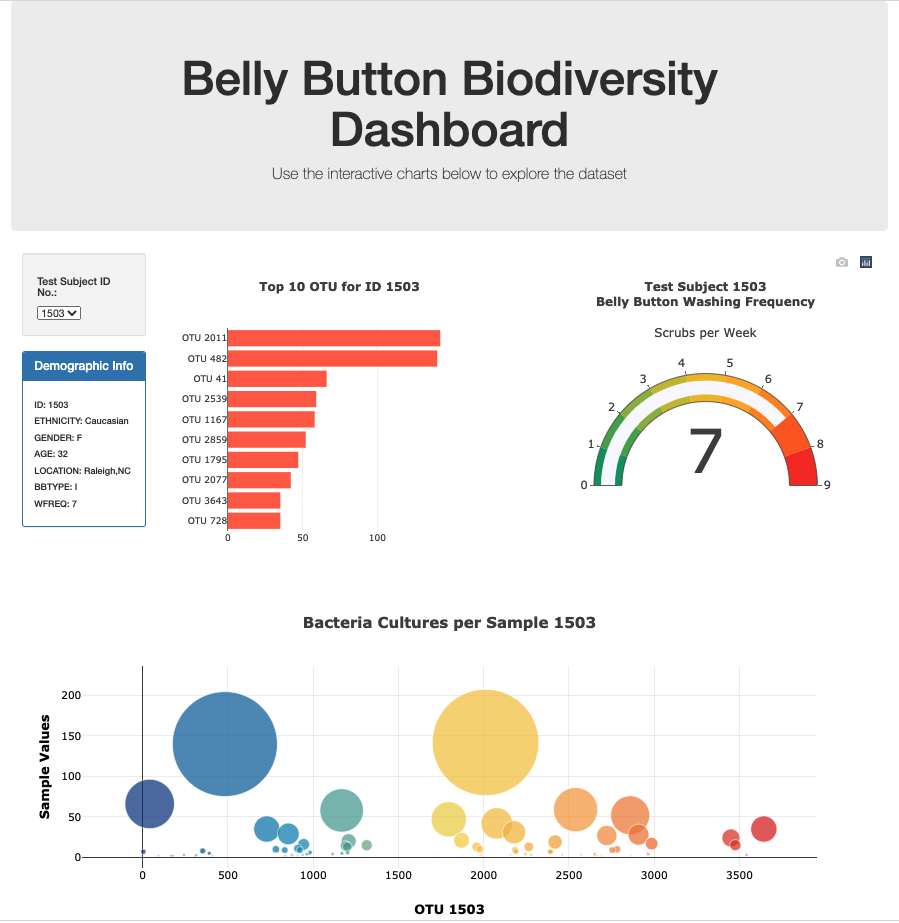 Belly Button Biodiversity
Dashboard
Use the interactive charts below to explore the dataset
Test Subject ID
No.:
1503
Demographic Info
ID: 1503
ETHNICITY: Caucasian
GENDER: F
AGE: 32
LOCATION: Raleigh,NC
BBTYPE: I
WFREQ: 7
Top 10 OTU for ID 1503
OTU 2011
OTU 482
OTU 41
OTU 2539
OTU 1167
OTU 2859
OTU 1795
OTU 2077
OTU 3643
OTU 728
0 50 100
Test Subject 1503
Belly Button Washing Frequency
Scrubs per Week
0 1 2 3 4 5 6 7 8 9
7
Bacteria Cultures per Sample 1503
Sample Values
200
150
100
50
0
0 500 1000 1500 2000 2500 3000 3500
OTU 1503